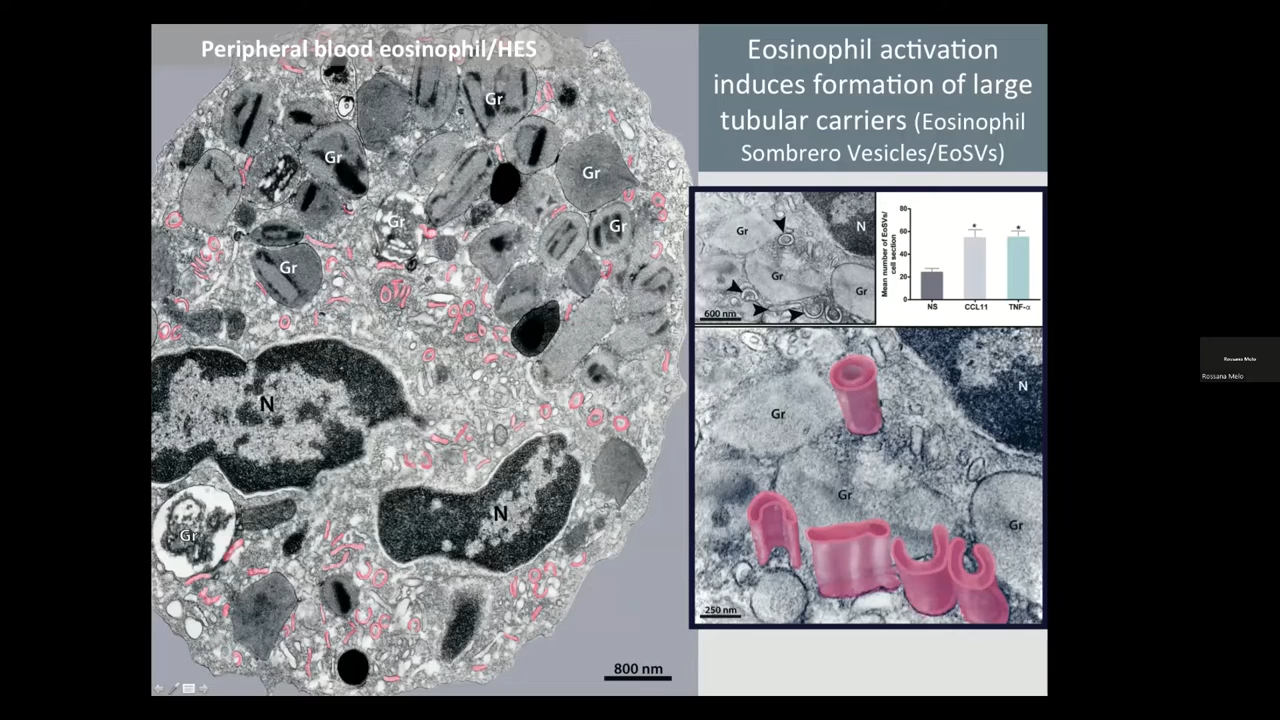 Peripheral blood eosinophil/HES
Gr
Gr
Gr
Gr
Gr
Gr
N
N
Gr
800 nm
Eosinophil activation
induces formation of large
tubular carriers (Eosinophil
Sombrero Vesicles/EoSVs)
Gr
N
Gr
Gr
600 nm
Mean number of EoSVs/
cell section
80
60
40
20
0
*
*
NS
CCL11
TNF-α
N
Gr
Gr
Gr
250 nm
Rossana Melo
Rossana Melo